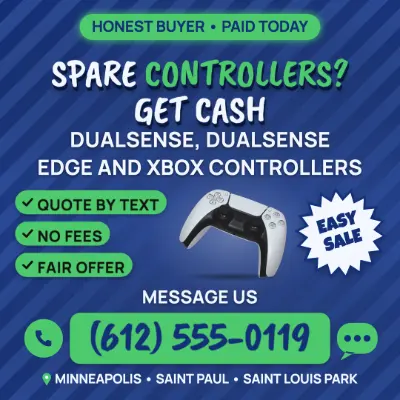 HONEST BUYER • PAID TODAY
SPARE CONTROLLERS?
GET CASH
DUALSENSE, DUALSENSE
EDGE AND XBOX CONTROLLERS
QUOTE BY TEXT
NO FEES
FAIR OFFER
EASY
SALE
MESSAGE US
(612) 555-0119
MINNEAPOLIS • SAINT PAUL • SAINT LOUIS PARK